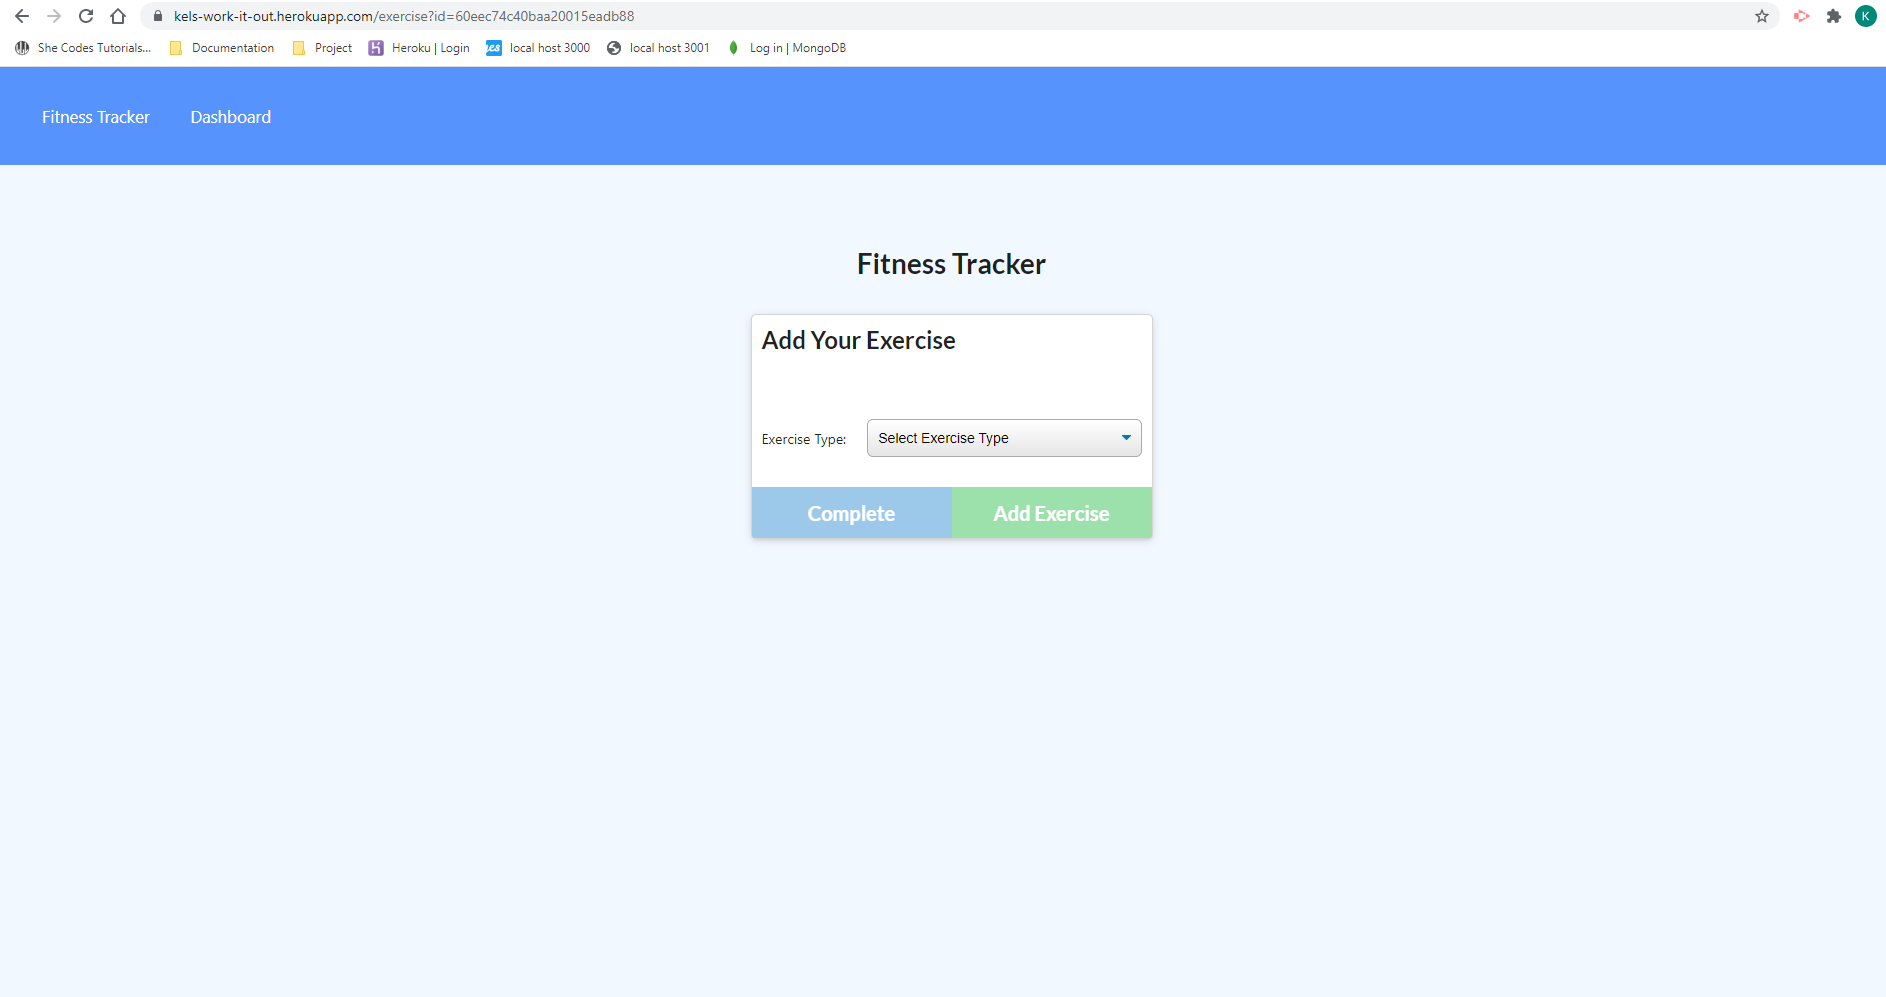 kels-work-it-out.herokuapp.com/exercise?id=60eec74c40baa20015eadb88
K
She Codes Tutorials... Documentation Project Heroku | Login local host 3000 local host 3001 Log in | MongoDB
Fitness Tracker Dashboard
Fitness Tracker
Add Your Exercise
Exercise Type: Select Exercise Type
Complete Add Exercise